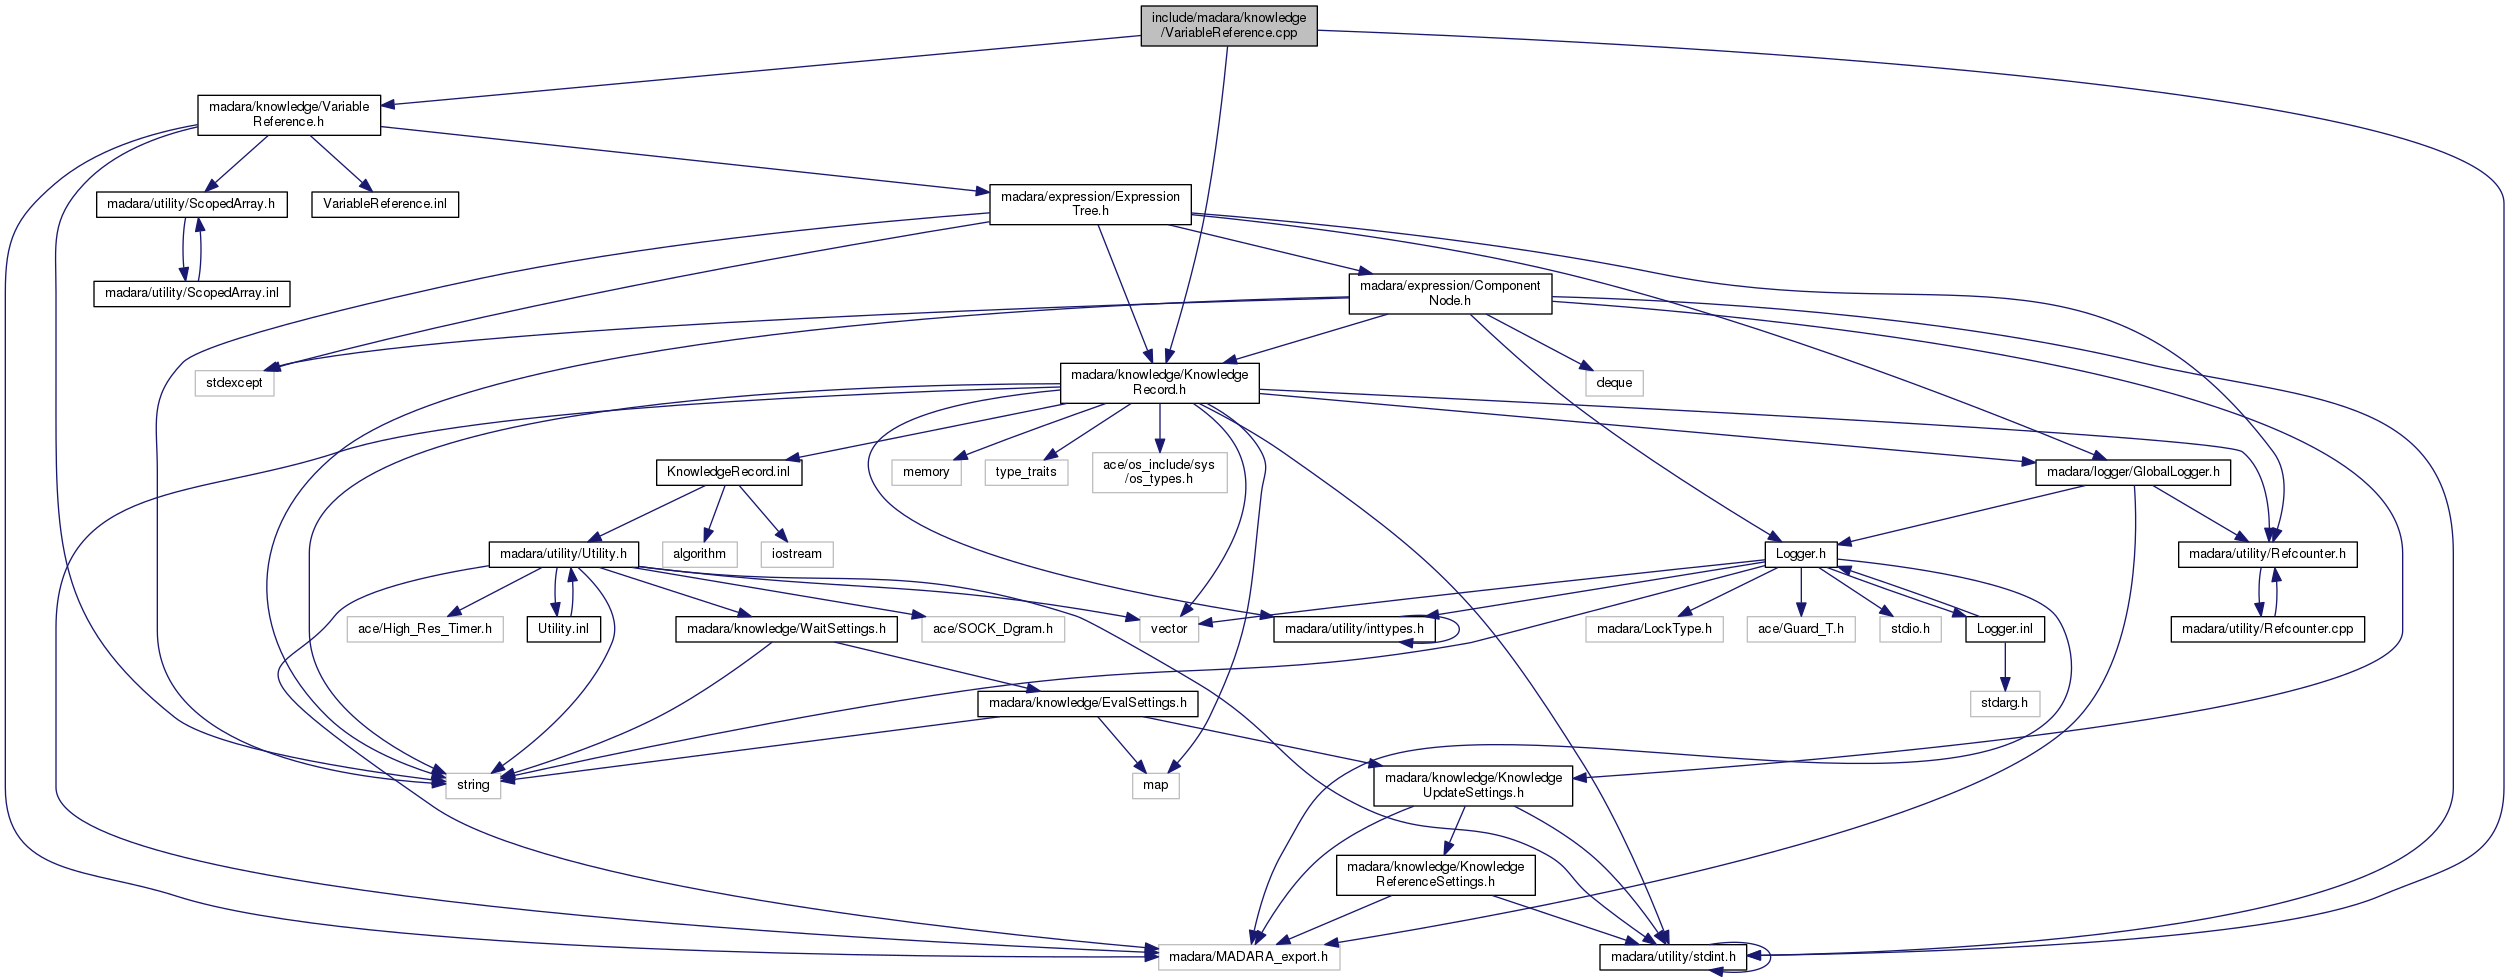 include/madara/knowledge
/VariableReference.cpp
madara/knowledge/Variable
Reference.h
madara/utility/ScopedArray.h
VariableReference.inl
madara/expression/Expression
Tree.h
madara/utility/ScopedArray.inl
madara/expression/Component
Node.h
stdexcept
madara/knowledge/Knowledge
Record.h
deque
KnowledgeRecord.inl
memory
type_traits
ace/os_include/sys
/os_types.h
madara/logger/GlobalLogger.h
madara/utility/Utility.h
algorithm
iostream
Logger.h
madara/utility/Refcounter.h
ace/High_Res_Timer.h
Utility.inl
madara/knowledge/WaitSettings.h
ace/SOCK_Dgram.h
vector
madara/utility/inttypes.h
madara/LockType.h
ace/Guard_T.h
stdio.h
Logger.inl
madara/utility/Refcounter.cpp
madara/knowledge/EvalSettings.h
stdarg.h
string
map
madara/knowledge/Knowledge
UpdateSettings.h
madara/knowledge/Knowledge
ReferenceSettings.h
madara/MADARA_export.h
madara/utility/stdint.h